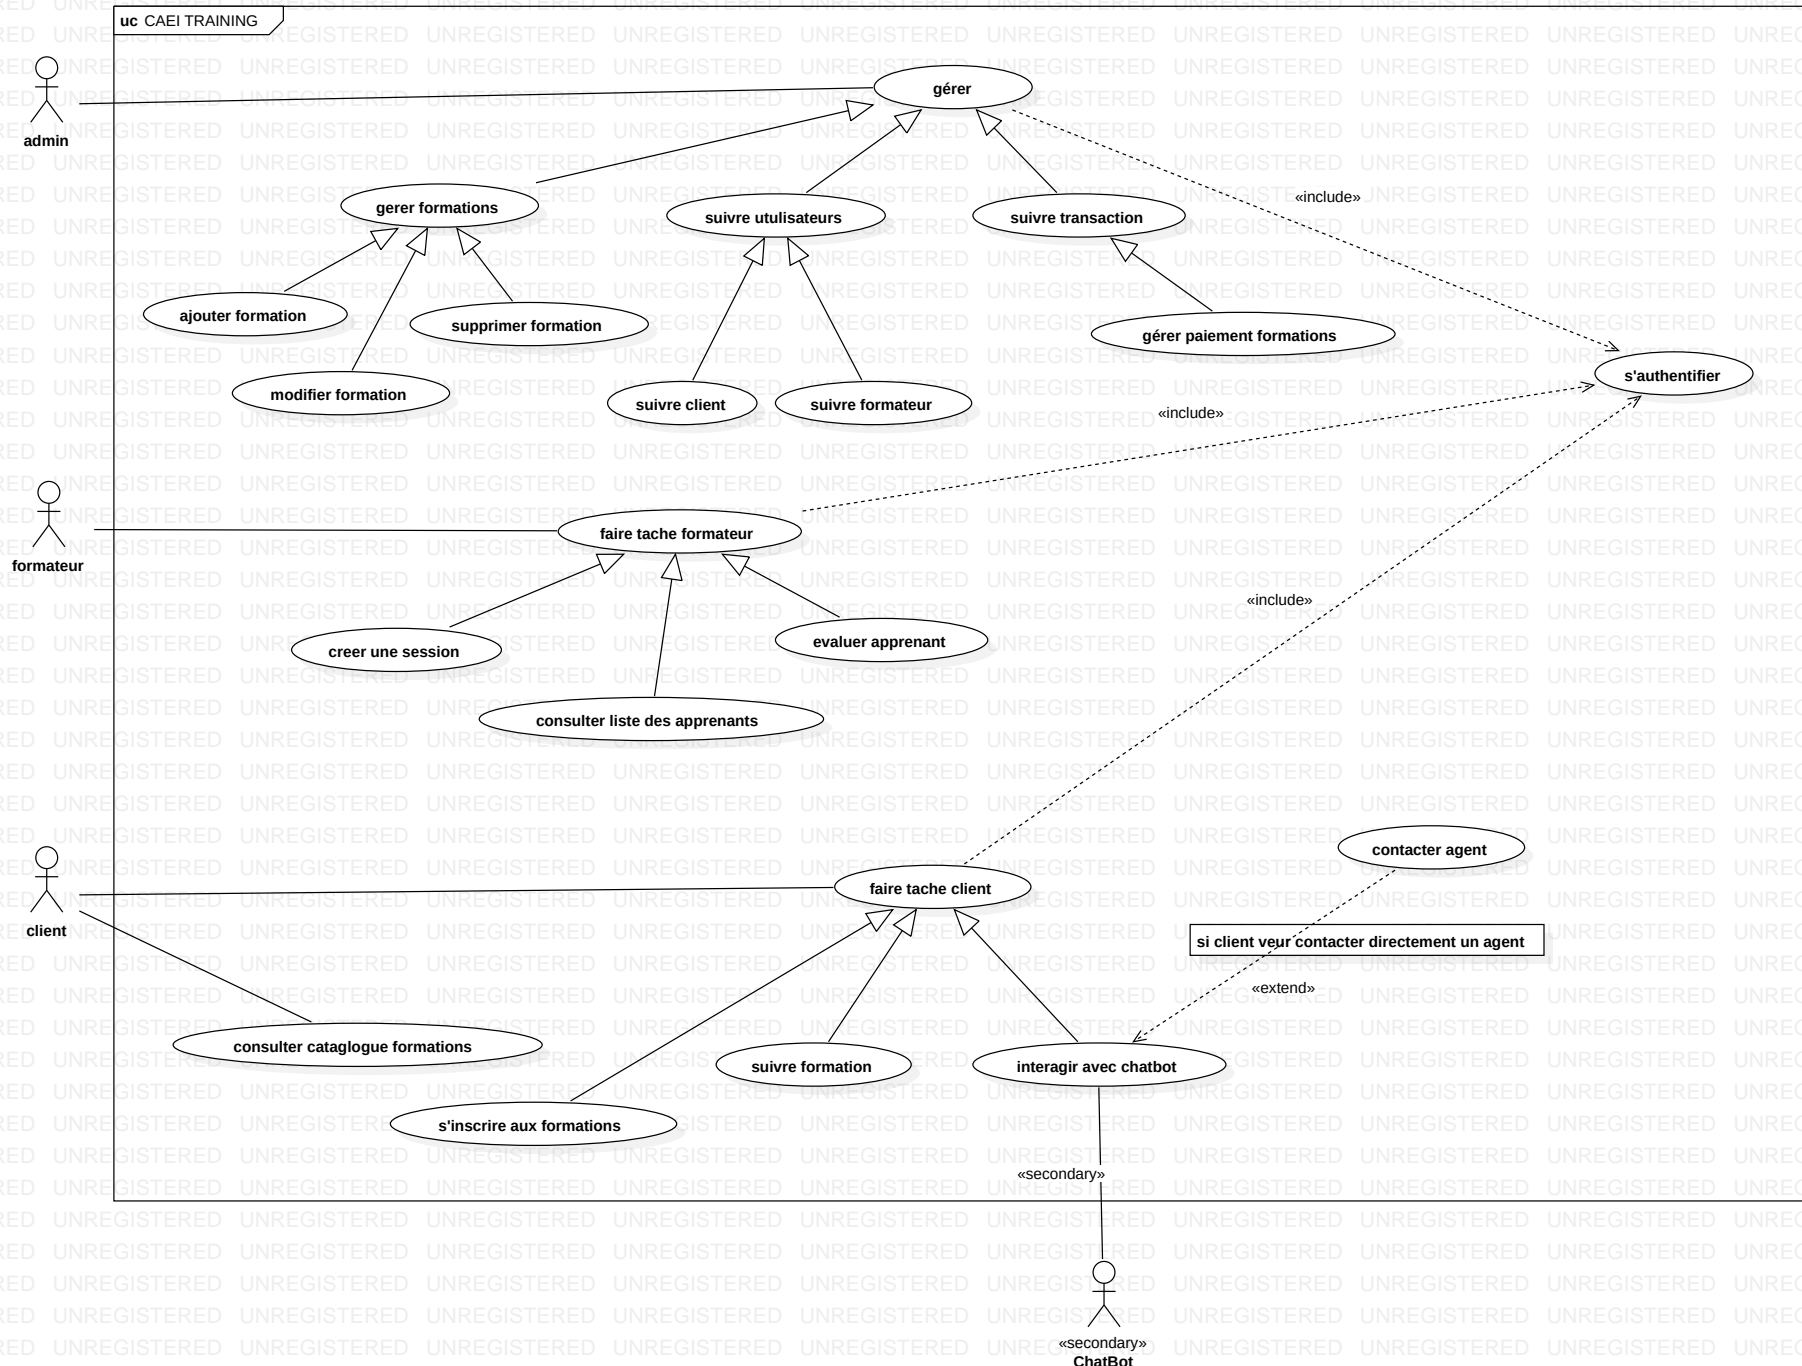 uc CAEI TRAINING
admin
gérer
«include»
gerer formations
suivre utulisateurs
suivre transaction
ajouter formation
supprimer formation
gérer paiement formations
modifier formation
suivre client
suivre formateur
s'authentifier
«include»
formateur
faire tache formateur
«include»
creer une session
evaluer apprenant
consulter liste des apprenants
contacter agent
client
faire tache client
si client veur contacter directement un agent
«extend»
consulter cataglogue formations
suivre formation
interagir avec chatbot
s'inscrire aux formations
«secondary»
«secondary»
ChatBot
UNREGISTERED